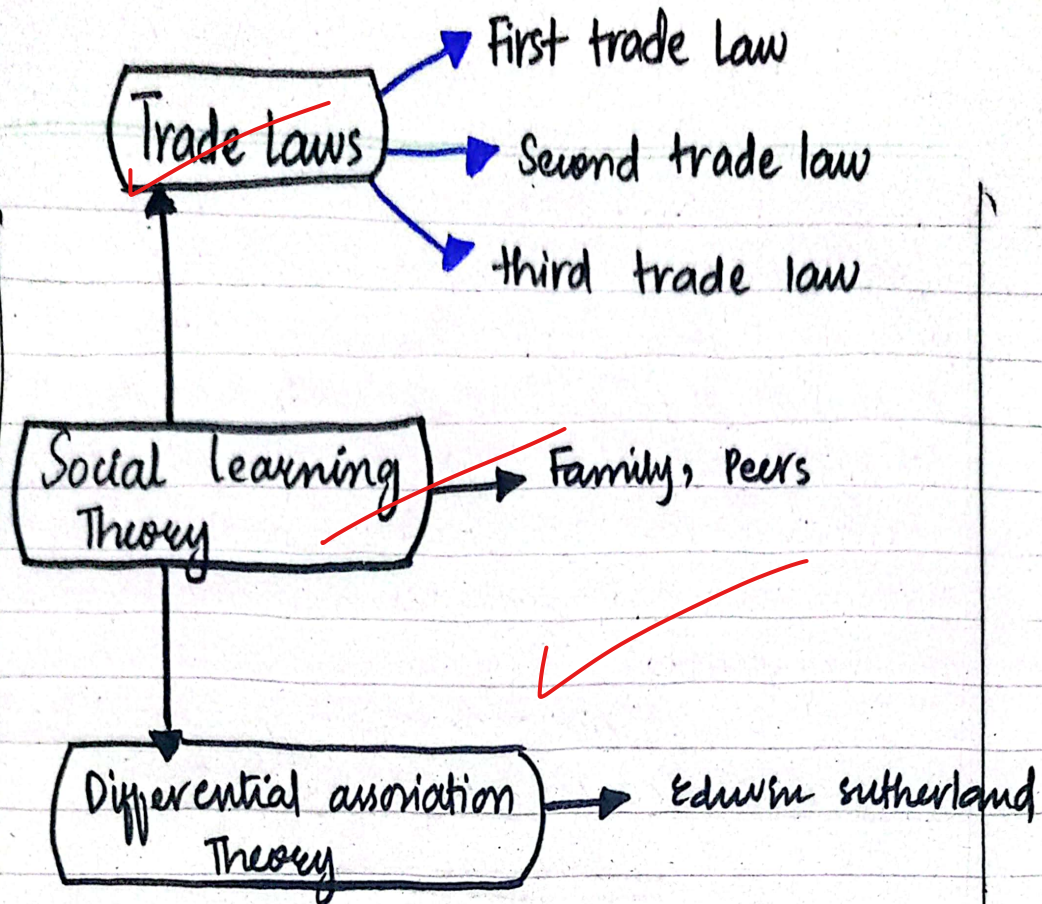 First trade law
Trade laws
Second trade law
third trade law
Social learning
Theory
Family, Peers
Differential association
Theory
Edwin Sutherland